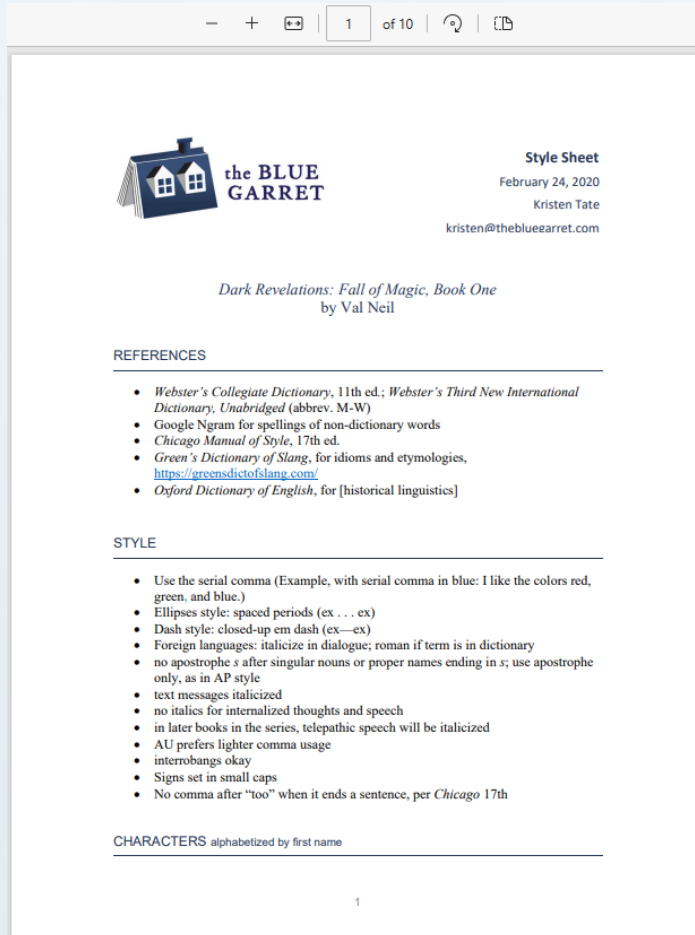 1 of 10
the BLUE
GARRET
Style Sheet
February 24, 2020
Kristen Tate
kristen@thebluegarret.com
Dark Revelations: Fall of Magic, Book One
by Val Neil
REFERENCES
• Webster’s Collegiate Dictionary, 11th ed.; Webster’s Third New International
Dictionary, Unabridged (abbrev. M-W)
• Google Ngram for spellings of non-dictionary words
• Chicago Manual of Style, 17th ed.
• Green’s Dictionary of Slang, for idioms and etymologies,
https://greensdictofslang.com/
• Oxford Dictionary of English, for [historical linguistics]
STYLE
• Use the serial comma (Example, with serial comma in blue: I like the colors red,
green, and blue.)
• Ellipses style: spaced periods (ex . . . ex)
• Dash style: closed-up em dash (ex—ex)
• Foreign languages: italicize in dialogue; roman if term is in dictionary
• no apostrophe s after singular nouns or proper names ending in s; use apostrophe
only, as in AP style
• text messages italicized
• no italics for internalized thoughts and speech
• in later books in the series, telepathic speech will be italicized
• AU prefers lighter comma usage
• interrobangs okay
• Signs set in small caps
• No comma after “too” when it ends a sentence, per Chicago 17th
CHARACTERS alphabetized by first name
1